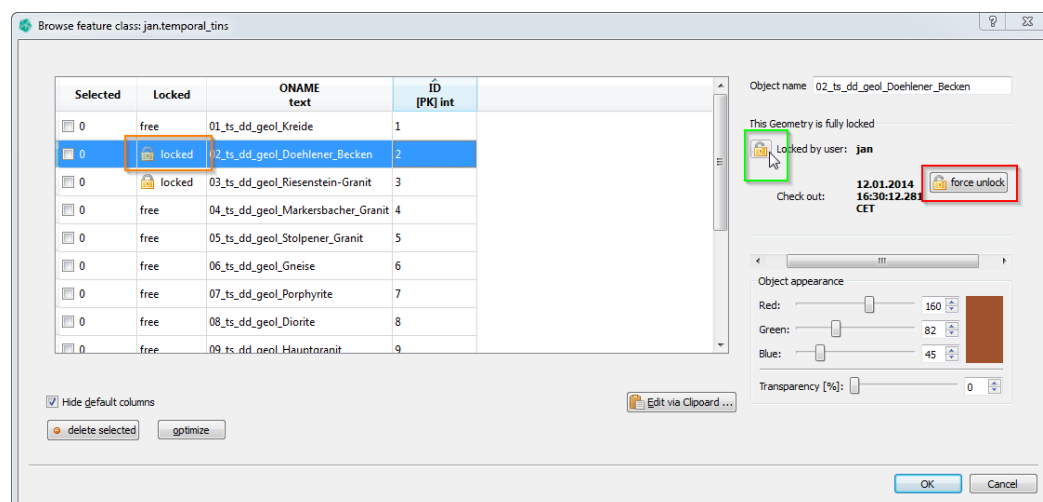 Browse feature class: jan.temporal_tins
Selected Locked ONAME text ID [PK] int
0 free 01_ts_dd_geol_Kreide 1
0 locked 02_ts_dd_geol_Doehlener_Becken 2
0 locked 03_ts_dd_geol_Riesenstein-Granit 3
0 free 04_ts_dd_geol_Markersbacher_Granit 4
0 free 05_ts_dd_geol_Stolpener_Granit 5
0 free 06_ts_dd_geol_Gneise 6
0 free 07_ts_dd_geol_Porphyrite 7
0 free 08_ts_dd_geol_Diorite 8
0 free 09_ts_dd_geol_Hauptgranit 9
Hide default columns
Edit via Clipoard ...
delete selected optimize
Object name 02_ts_dd_geol_Doehlener_Becken
This Geometry is fully locked
Locked by user: jan
Check out: 12.01.2014 16:30:12.281 CET
force unlock
Object appearance
Red: 160
Green: 82
Blue: 45
Transparency [%]: 0
OK Cancel